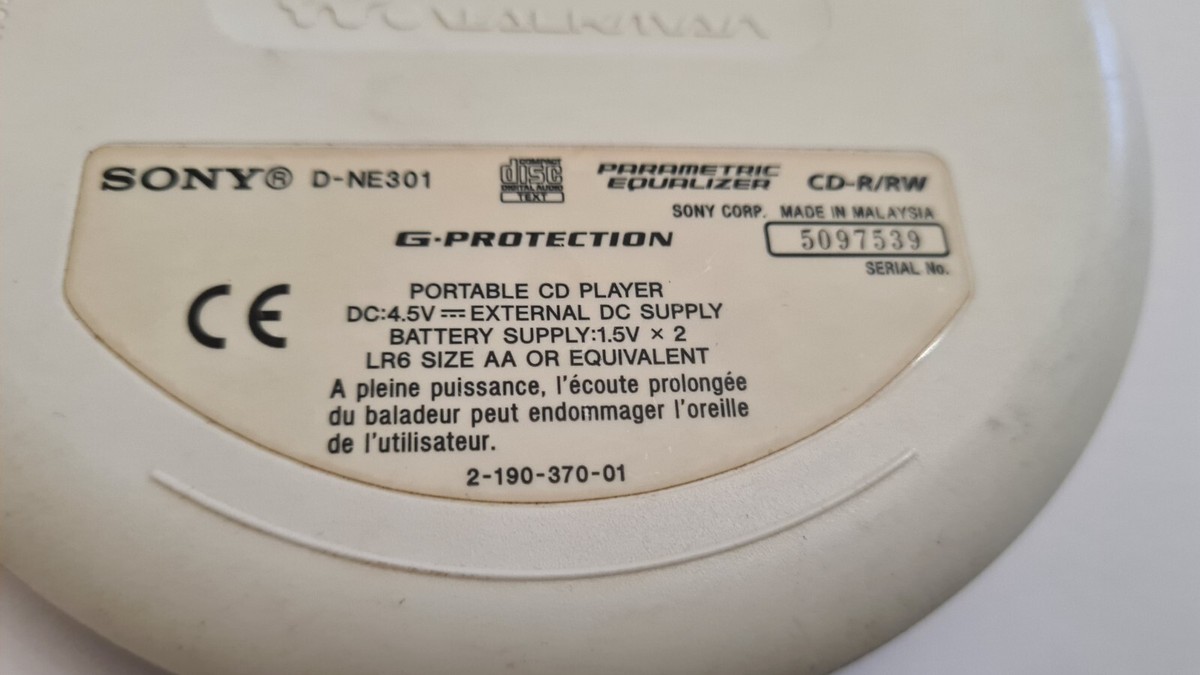 WALKMAN
SONY® D-NE301
COMPACT
disc
DIGITAL AUDIO
TEXT
PARAMETRIC
EQUALIZER
CD-R/RW
SONY CORP. MADE IN MALAYSIA
G-PROTECTION
5097539
SERIAL No.
CE
PORTABLE CD PLAYER
DC:4.5V ⎓ EXTERNAL DC SUPPLY
BATTERY SUPPLY:1.5V × 2
LR6 SIZE AA OR EQUIVALENT
A pleine puissance, l'écoute prolongée
du baladeur peut endommager l'oreille
de l'utilisateur.
2-190-370-01